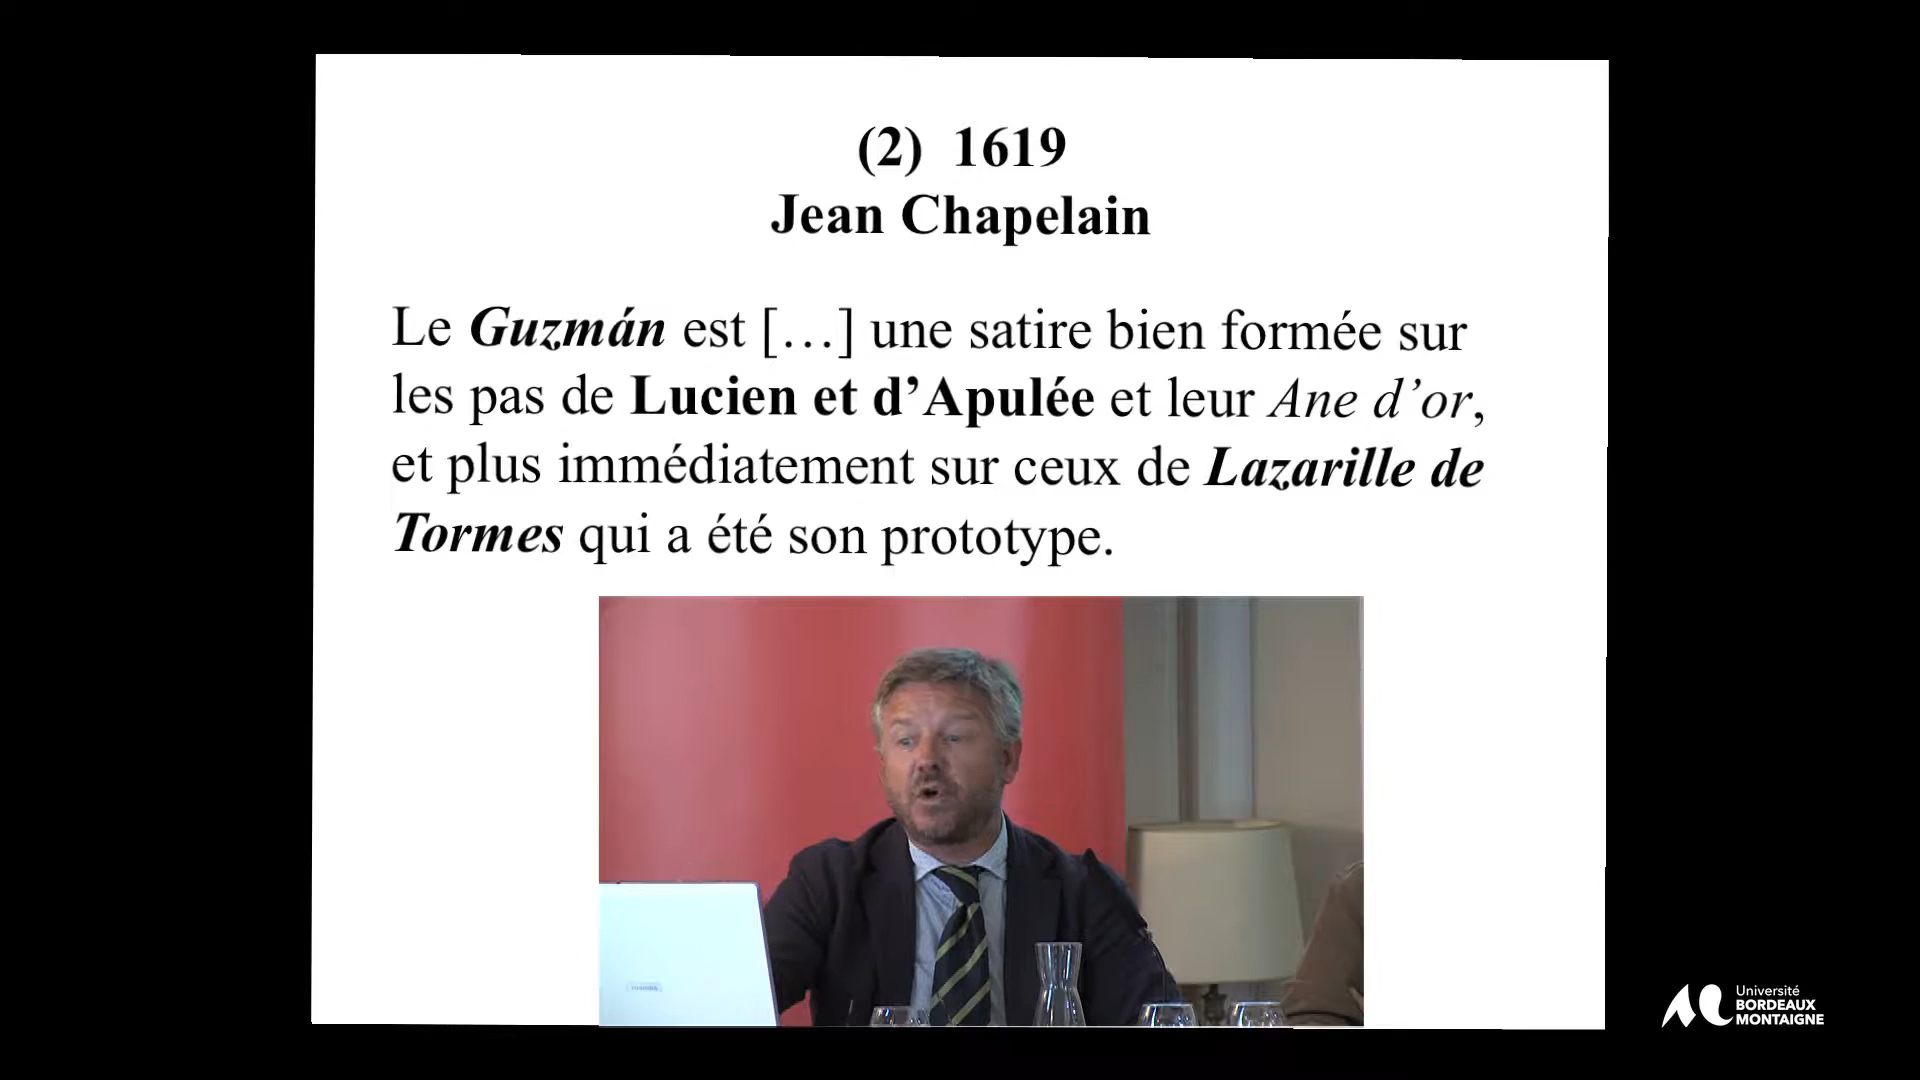 (2) 1619
Jean Chapelain
Le Guzmán est […] une satire bien formée sur
les pas de Lucien et d’Apulée et leur Ane d’or,
et plus immédiatement sur ceux de Lazarille de
Tormes qui a été son prototype.
TOSHIBA
Université
BORDEAUX
MONTAIGNE